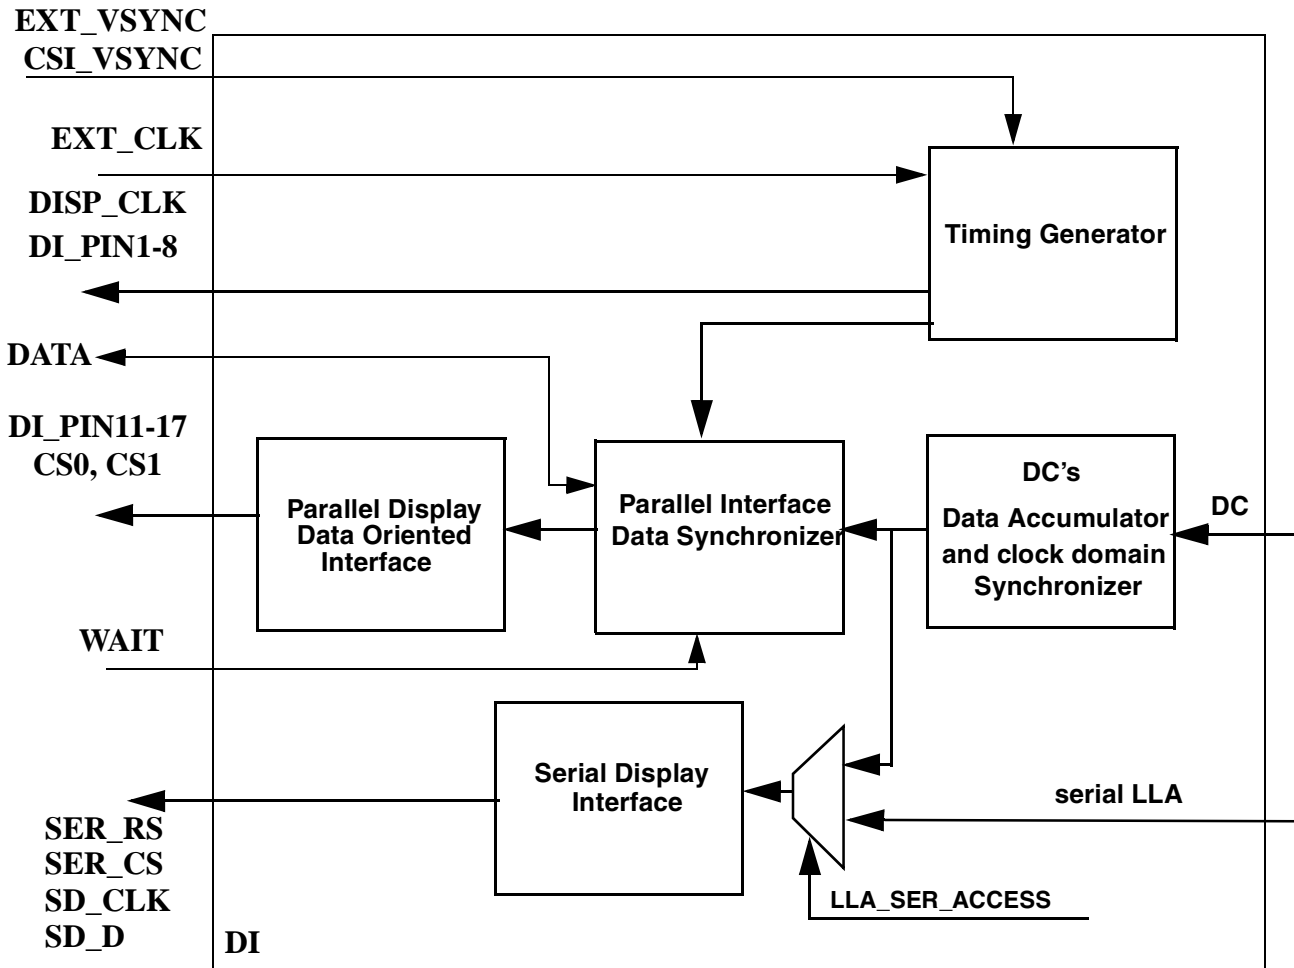 EXT_VSYNC
CSI_VSYNC
EXT_CLK
DISP_CLK
DI_PIN1-8
Timing Generator
DATA
DI_PIN11-17
CS0, CS1
Parallel Display
Data Oriented
Interface
Parallel Interface
Data Synchronizer
DC's
Data Accumulator
and clock domain
Synchronizer
DC
WAIT
Serial Display
Interface
serial LLA
LLA_SER_ACCESS
SER_RS
SER_CS
SD_CLK
SD_D
DI